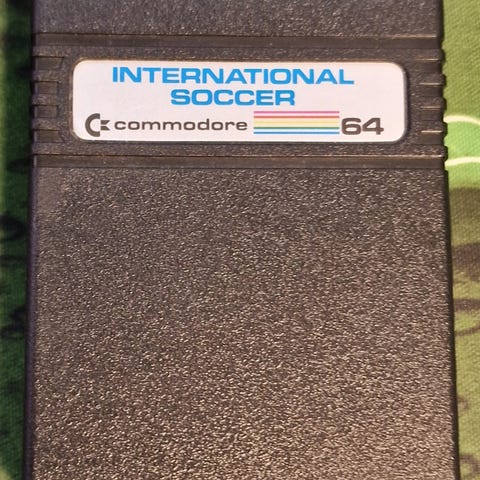 INTERNATIONAL
SOCCER
commodore 64